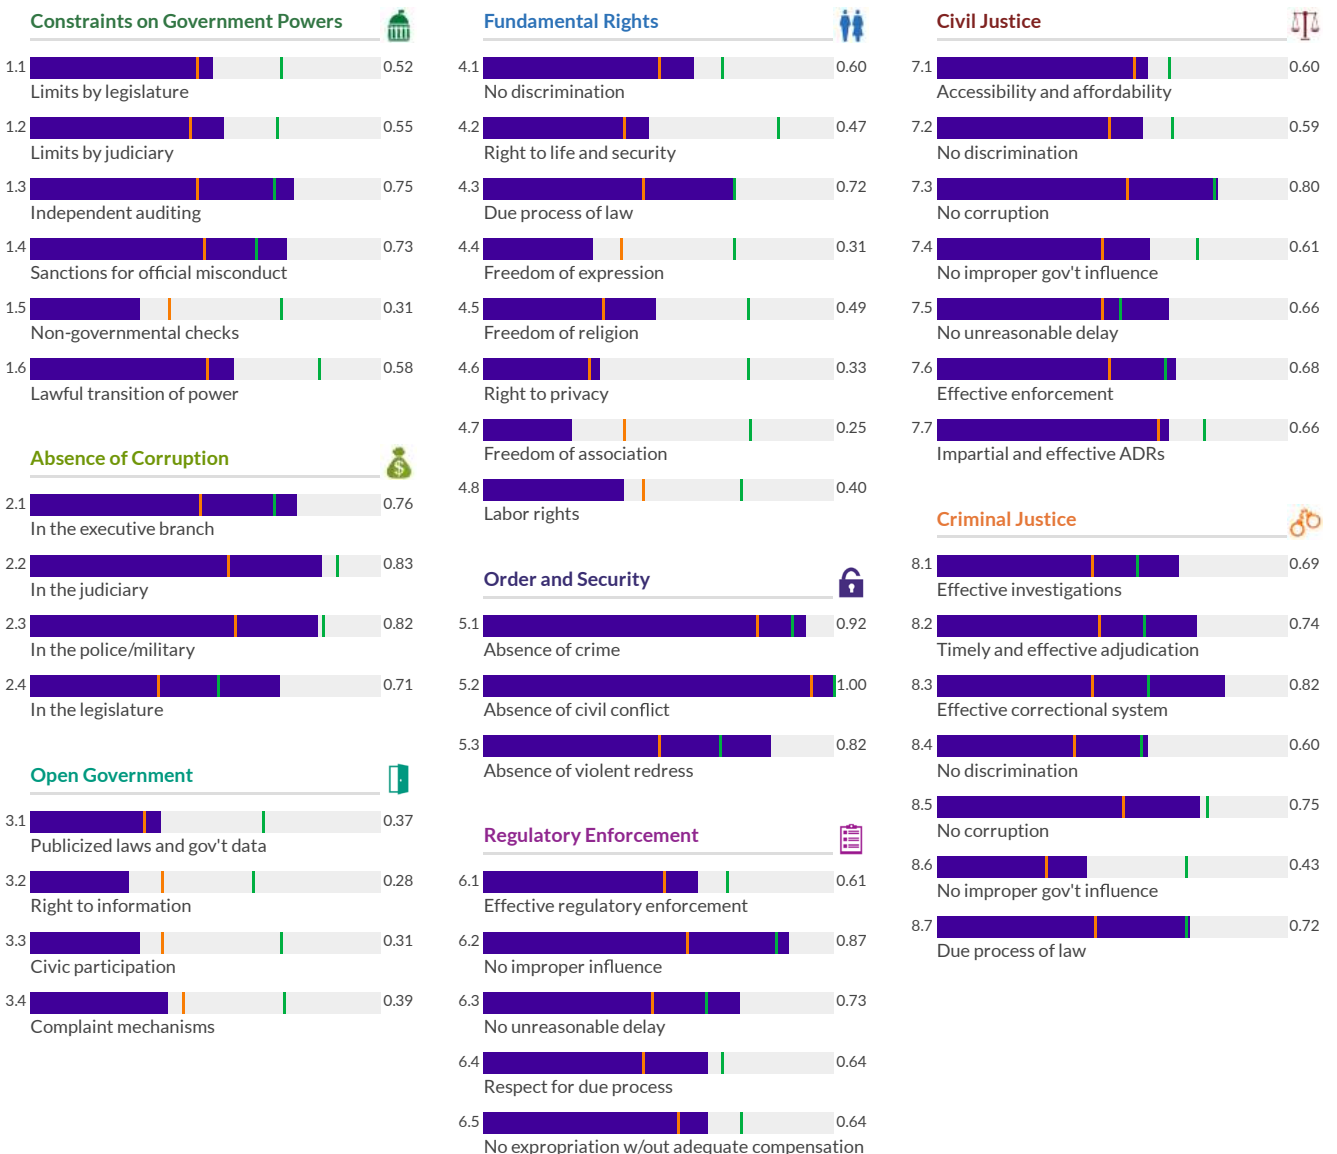 Constraints on Government Powers
1.1 0.52
Limits by legislature
1.2 0.55
Limits by judiciary
1.3 0.75
Independent auditing
1.4 0.73
Sanctions for official misconduct
1.5 0.31
Non-governmental checks
1.6 0.58
Lawful transition of power
Absence of Corruption
$
2.1 0.76
In the executive branch
2.2 0.83
In the judiciary
2.3 0.82
In the police/military
2.4 0.71
In the legislature
Open Government
3.1 0.37
Publicized laws and gov't data
3.2 0.28
Right to information
3.3 0.31
Civic participation
3.4 0.39
Complaint mechanisms
Fundamental Rights
4.1 0.60
No discrimination
4.2 0.47
Right to life and security
4.3 0.72
Due process of law
4.4 0.31
Freedom of expression
4.5 0.49
Freedom of religion
4.6 0.33
Right to privacy
4.7 0.25
Freedom of association
4.8 0.40
Labor rights
Order and Security
5.1 0.92
Absence of crime
5.2 1.00
Absence of civil conflict
5.3 0.82
Absence of violent redress
Regulatory Enforcement
6.1 0.61
Effective regulatory enforcement
6.2 0.87
No improper influence
6.3 0.73
No unreasonable delay
6.4 0.64
Respect for due process
6.5 0.64
No expropriation w/out adequate compensation
Civil Justice
7.1 0.60
Accessibility and affordability
7.2 0.59
No discrimination
7.3 0.80
No corruption
7.4 0.61
No improper gov't influence
7.5 0.66
No unreasonable delay
7.6 0.68
Effective enforcement
7.7 0.66
Impartial and effective ADRs
Criminal Justice
8.1 0.69
Effective investigations
8.2 0.74
Timely and effective adjudication
8.3 0.82
Effective correctional system
8.4 0.60
No discrimination
8.5 0.75
No corruption
8.6 0.43
No improper gov't influence
8.7 0.72
Due process of law